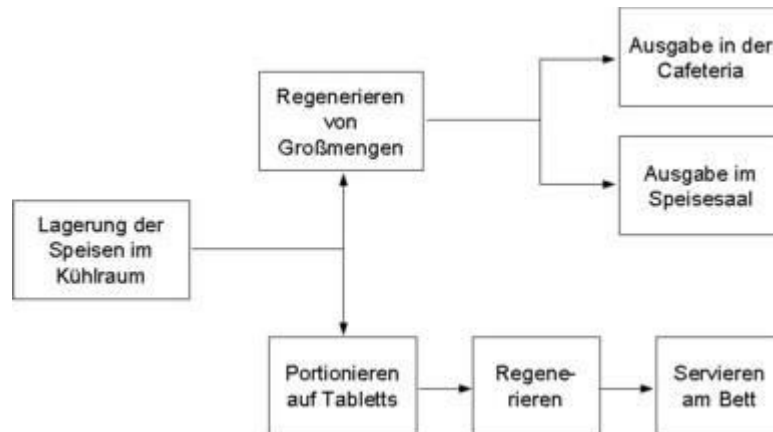 Ausgabe in der
Cafeteria
Regenerieren
von
Großmengen
Ausgabe im
Speisesaal
Lagerung der
Speisen im
Kühlraum
Portionieren
auf Tabletts
Regene-
rieren
Servieren
am Bett